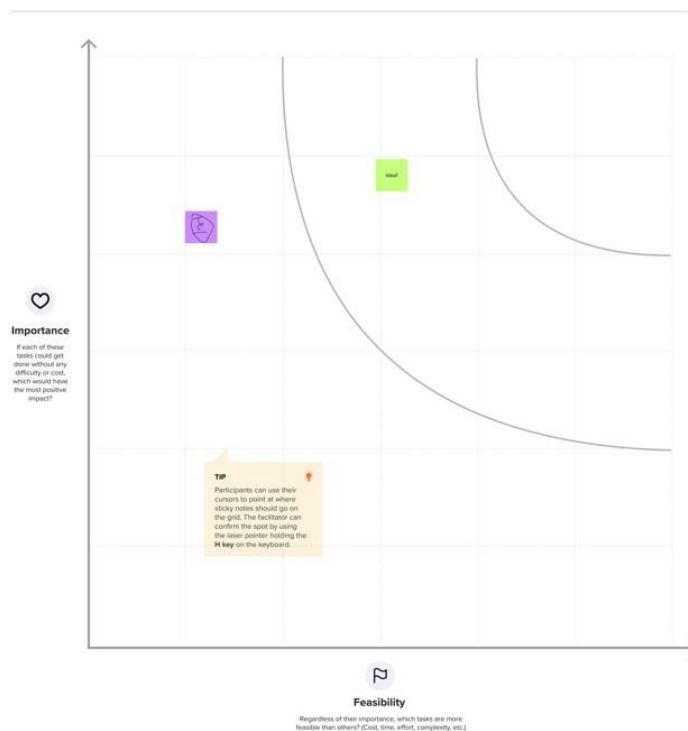 Idea1
Importance
If each of these
tasks could get
done without any
difficulty or cost,
which would have
the most positive
impact?
TIP
Participants can use their
cursors to point at where
sticky notes should go on
the grid. The facilitator can
confirm the spot by using
the laser pointer holding the
H key on the keyboard.
Feasibility
Regardless of their importance, which tasks are more
feasible than others? (Cost, time, effort, complexity, etc.)